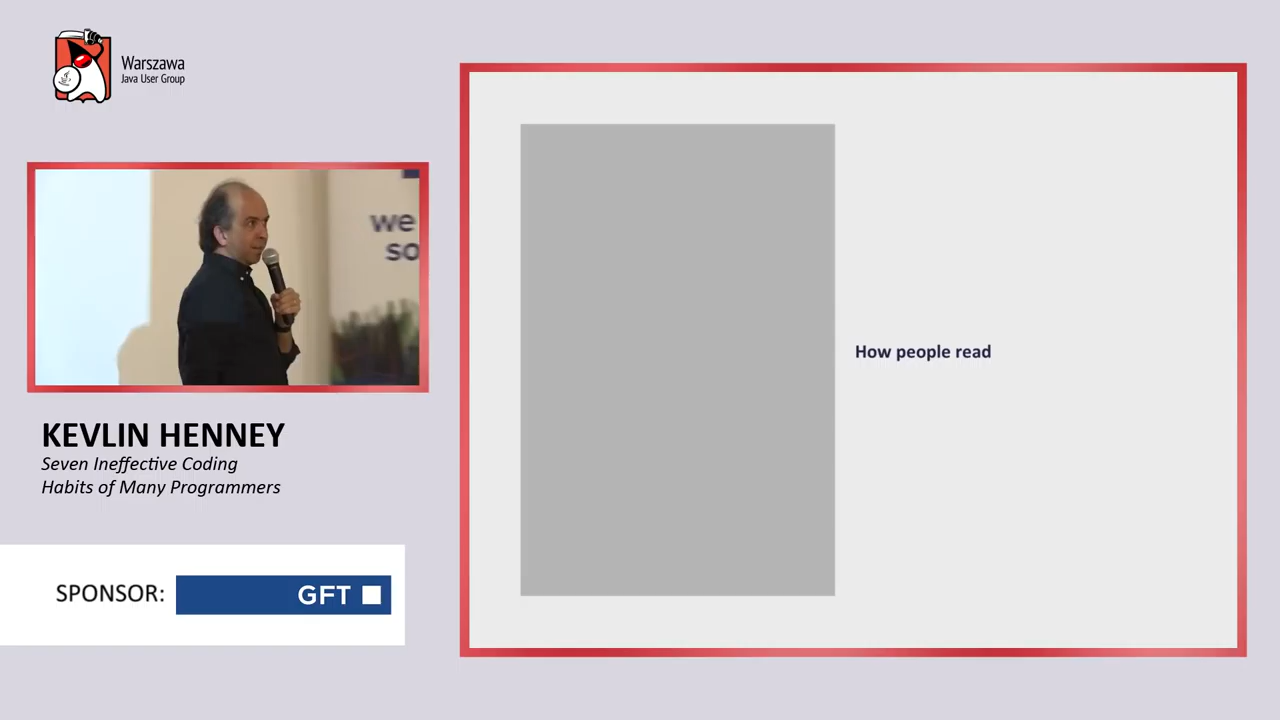 Warszawa
Java User Group
we
so
KEVLIN HENNEY
Seven Ineffective Coding
Habits of Many Programmers
SPONSOR:
GFT
How people read